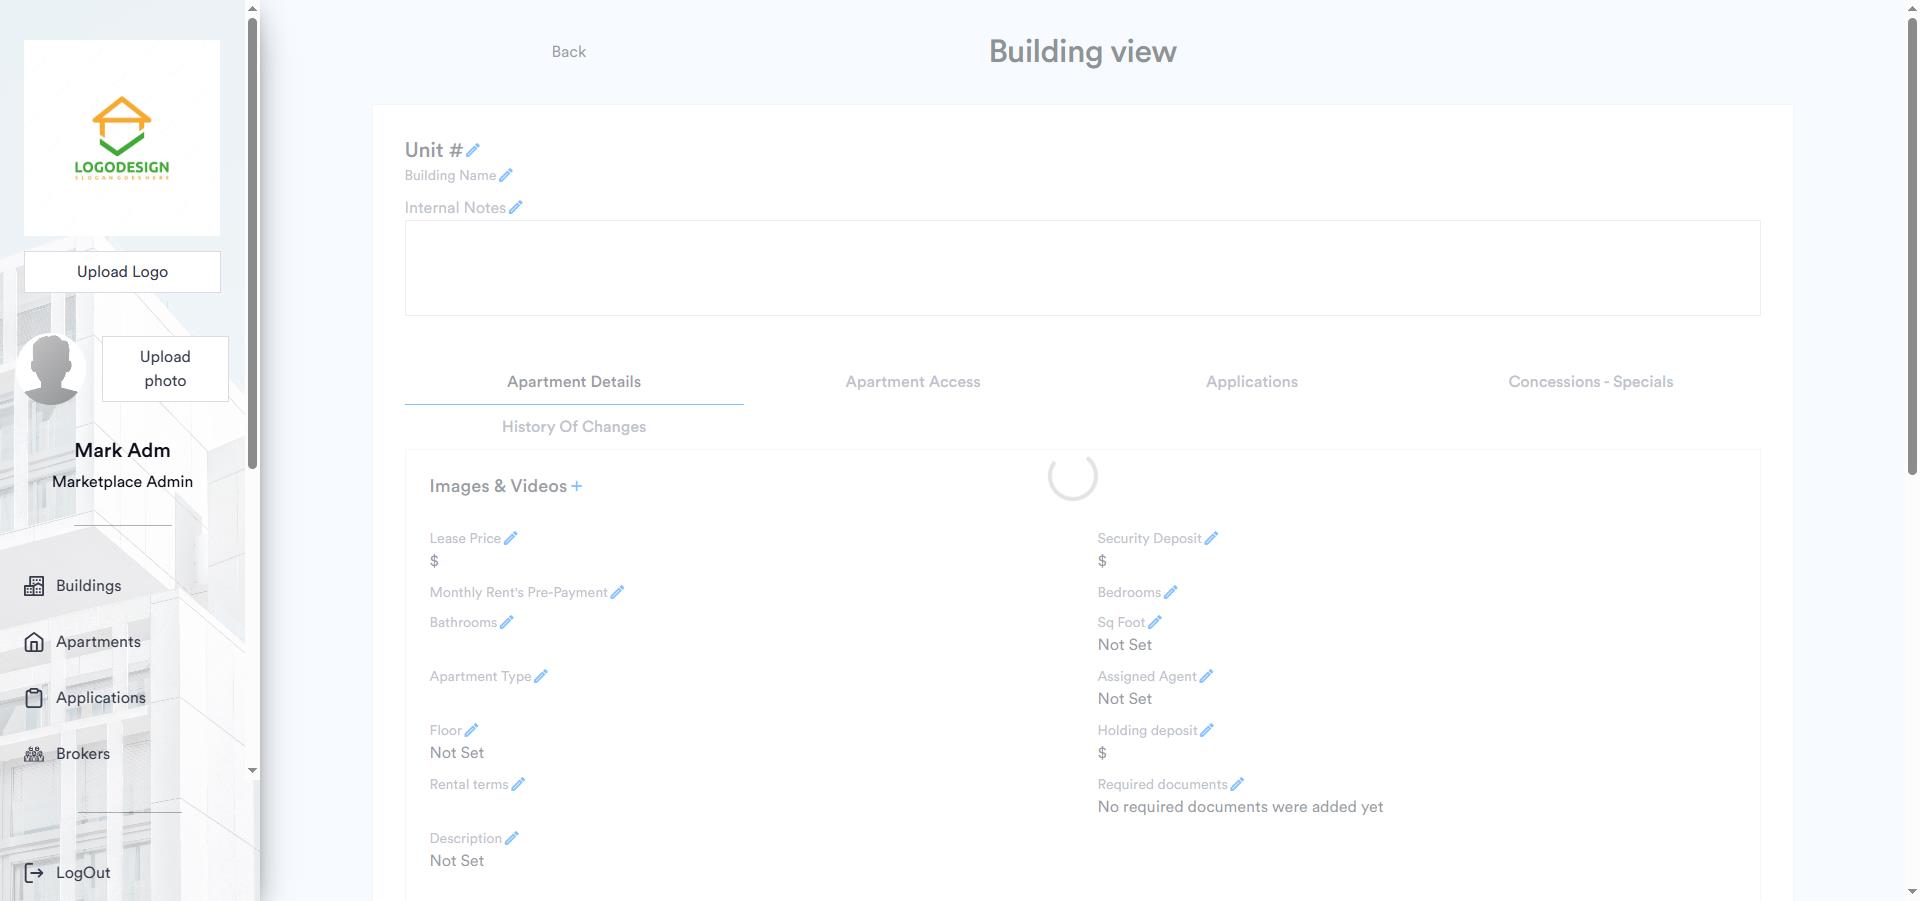 LOGODESIGN
SLOGAN GOES HERE
Upload Logo
Upload
photo
Mark Adm
Marketplace Admin
Buildings
Apartments
Applications
Brokers
LogOut
Back
Building view
Unit #
Building Name
Internal Notes
Apartment Details
Apartment Access
Applications
Concessions - Specials
History Of Changes
Images & Videos +
Lease Price
$
Security Deposit
$
Monthly Rent's Pre-Payment
Bedrooms
Bathrooms
Sq Foot
Not Set
Apartment Type
Assigned Agent
Not Set
Floor
Not Set
Holding deposit
$
Rental terms
Required documents
No required documents were added yet
Description
Not Set